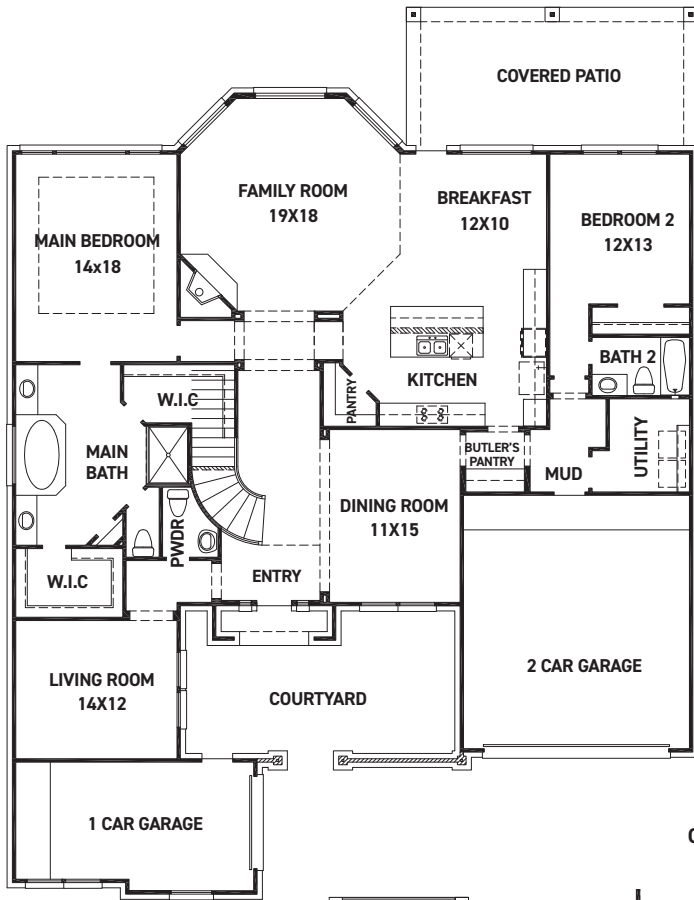 COVERED PATIO
FAMILY ROOM
19X18
BREAKFAST
12X10
BEDROOM 2
12X13
MAIN BEDROOM
14x18
BATH 2
KITCHEN
PANTRY
W.I.C
MAIN
BATH
BUTLER'S
PANTRY
MUD
UTILITY
DINING ROOM
11X15
PWDR
ENTRY
W.I.C
LIVING ROOM
14X12
COURTYARD
2 CAR GARAGE
1 CAR GARAGE